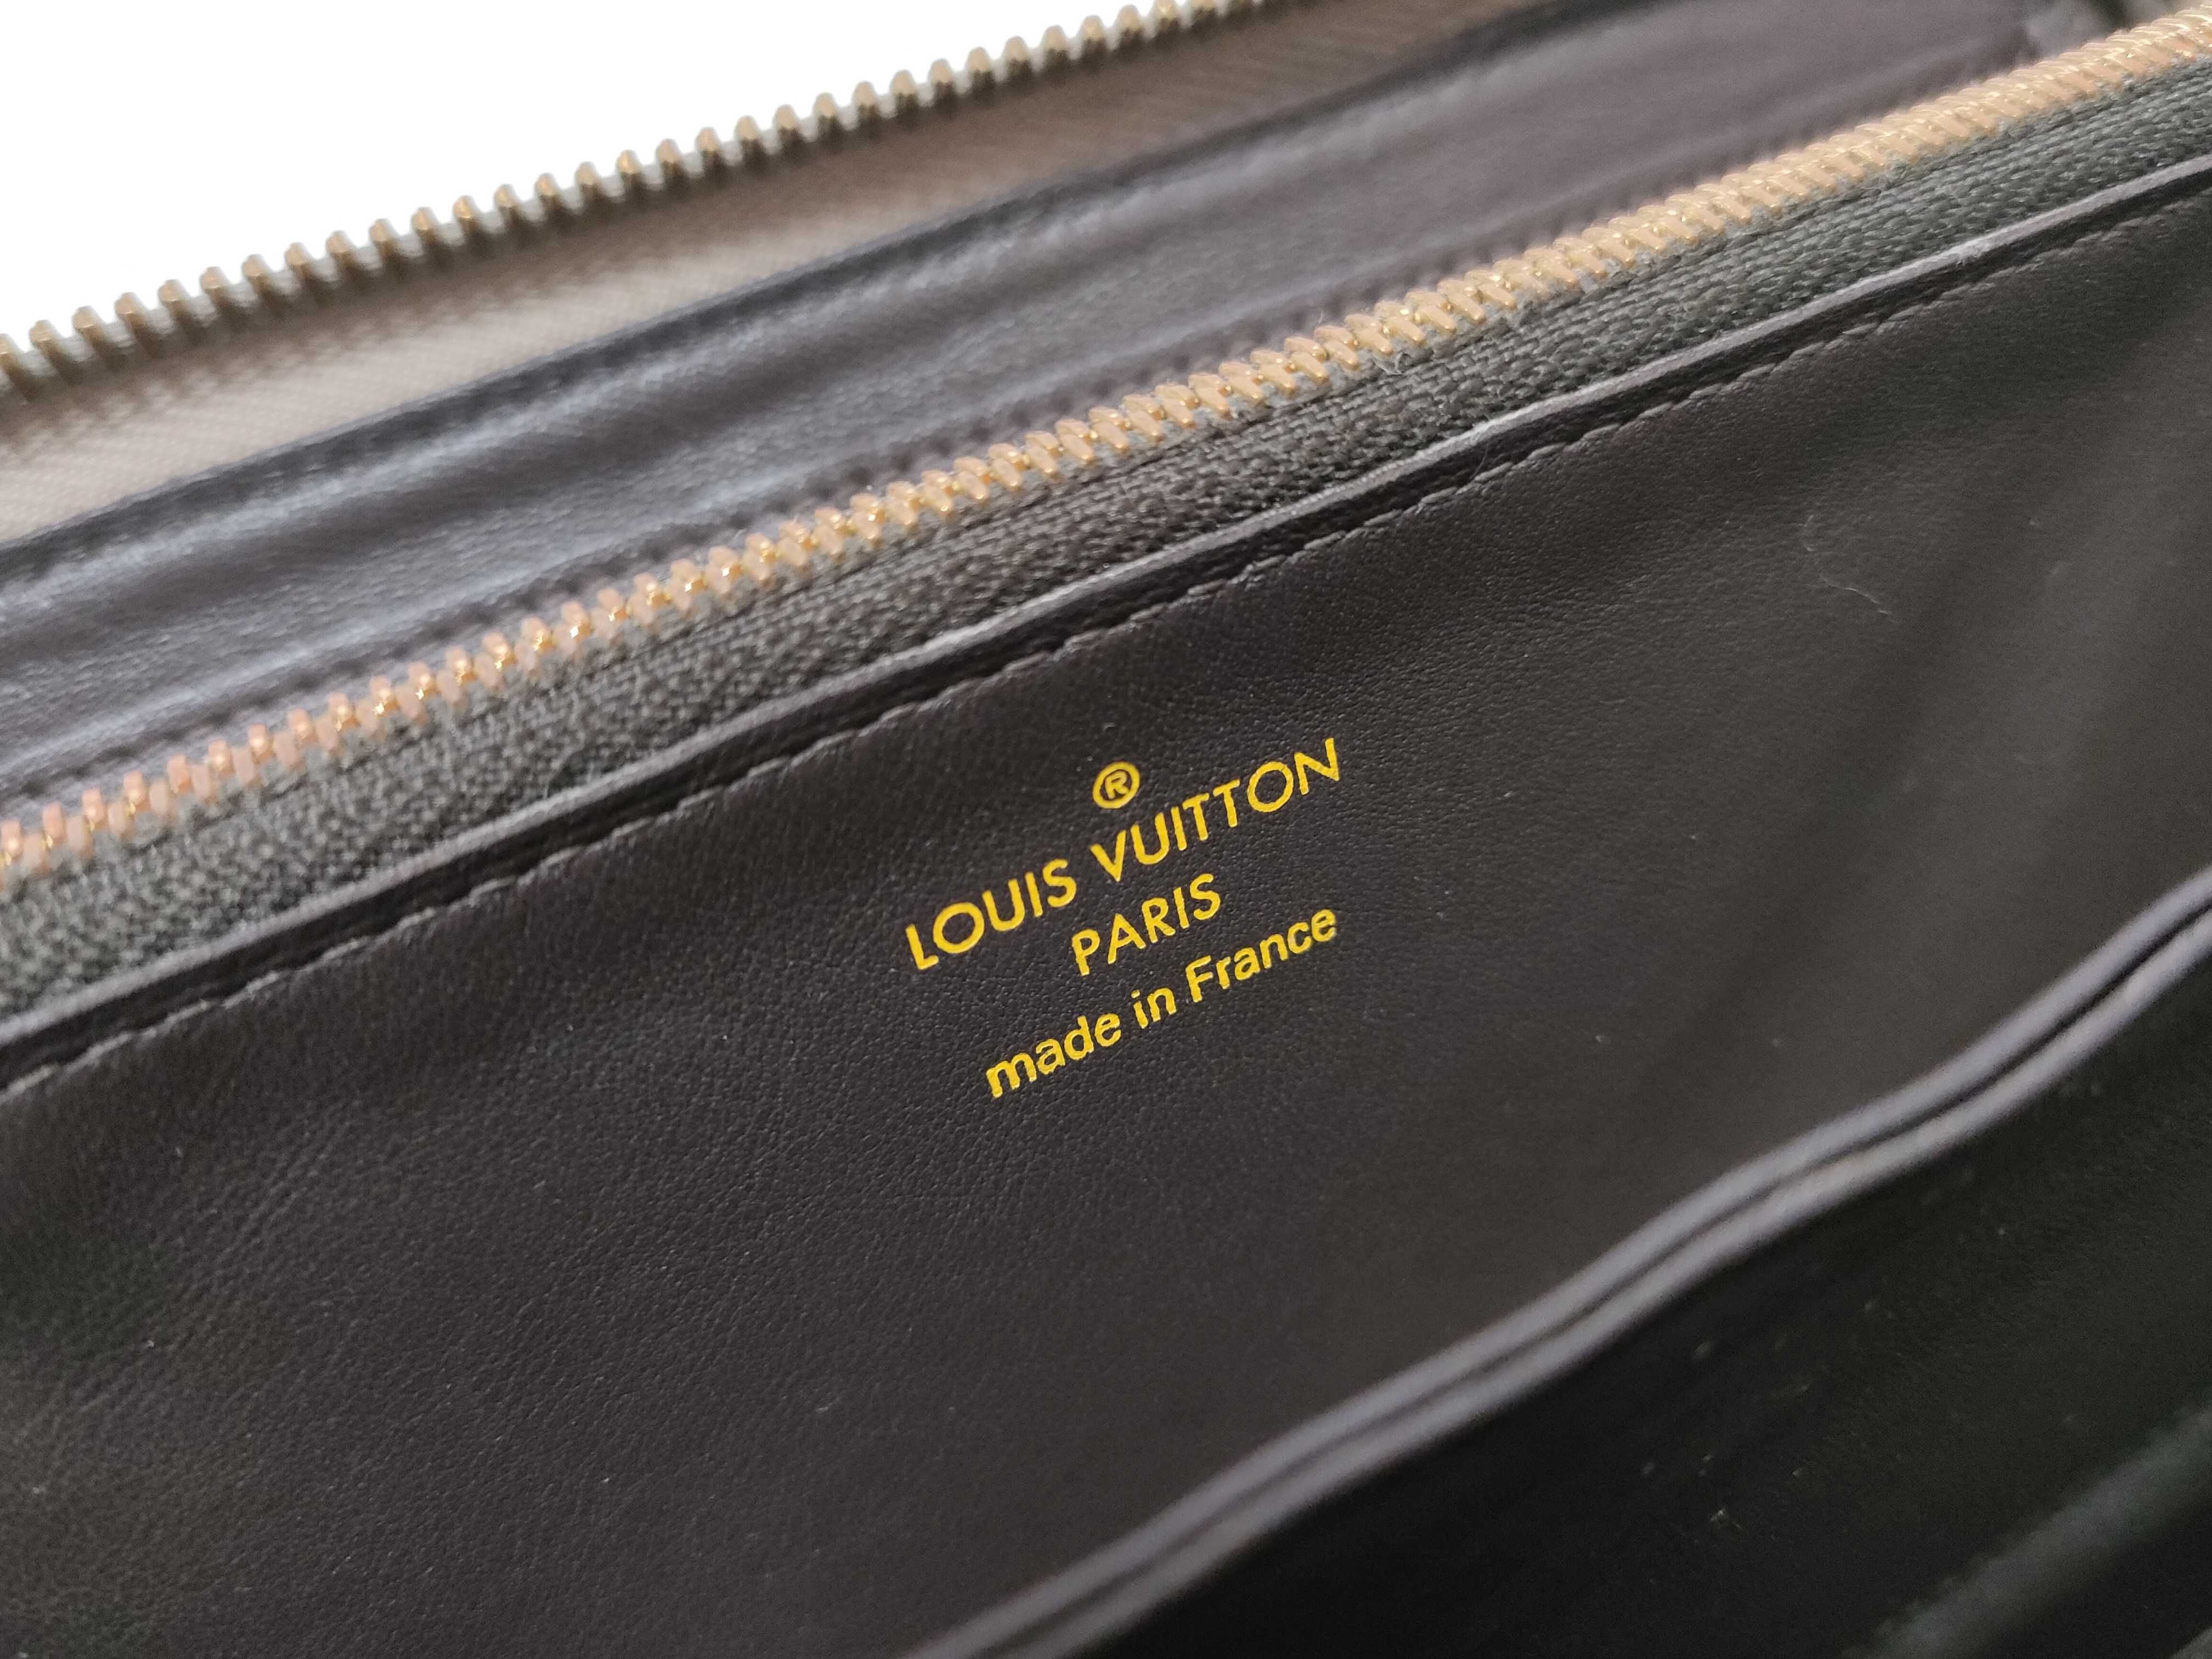 ®
LOUIS VUITTON
PARIS
made in France